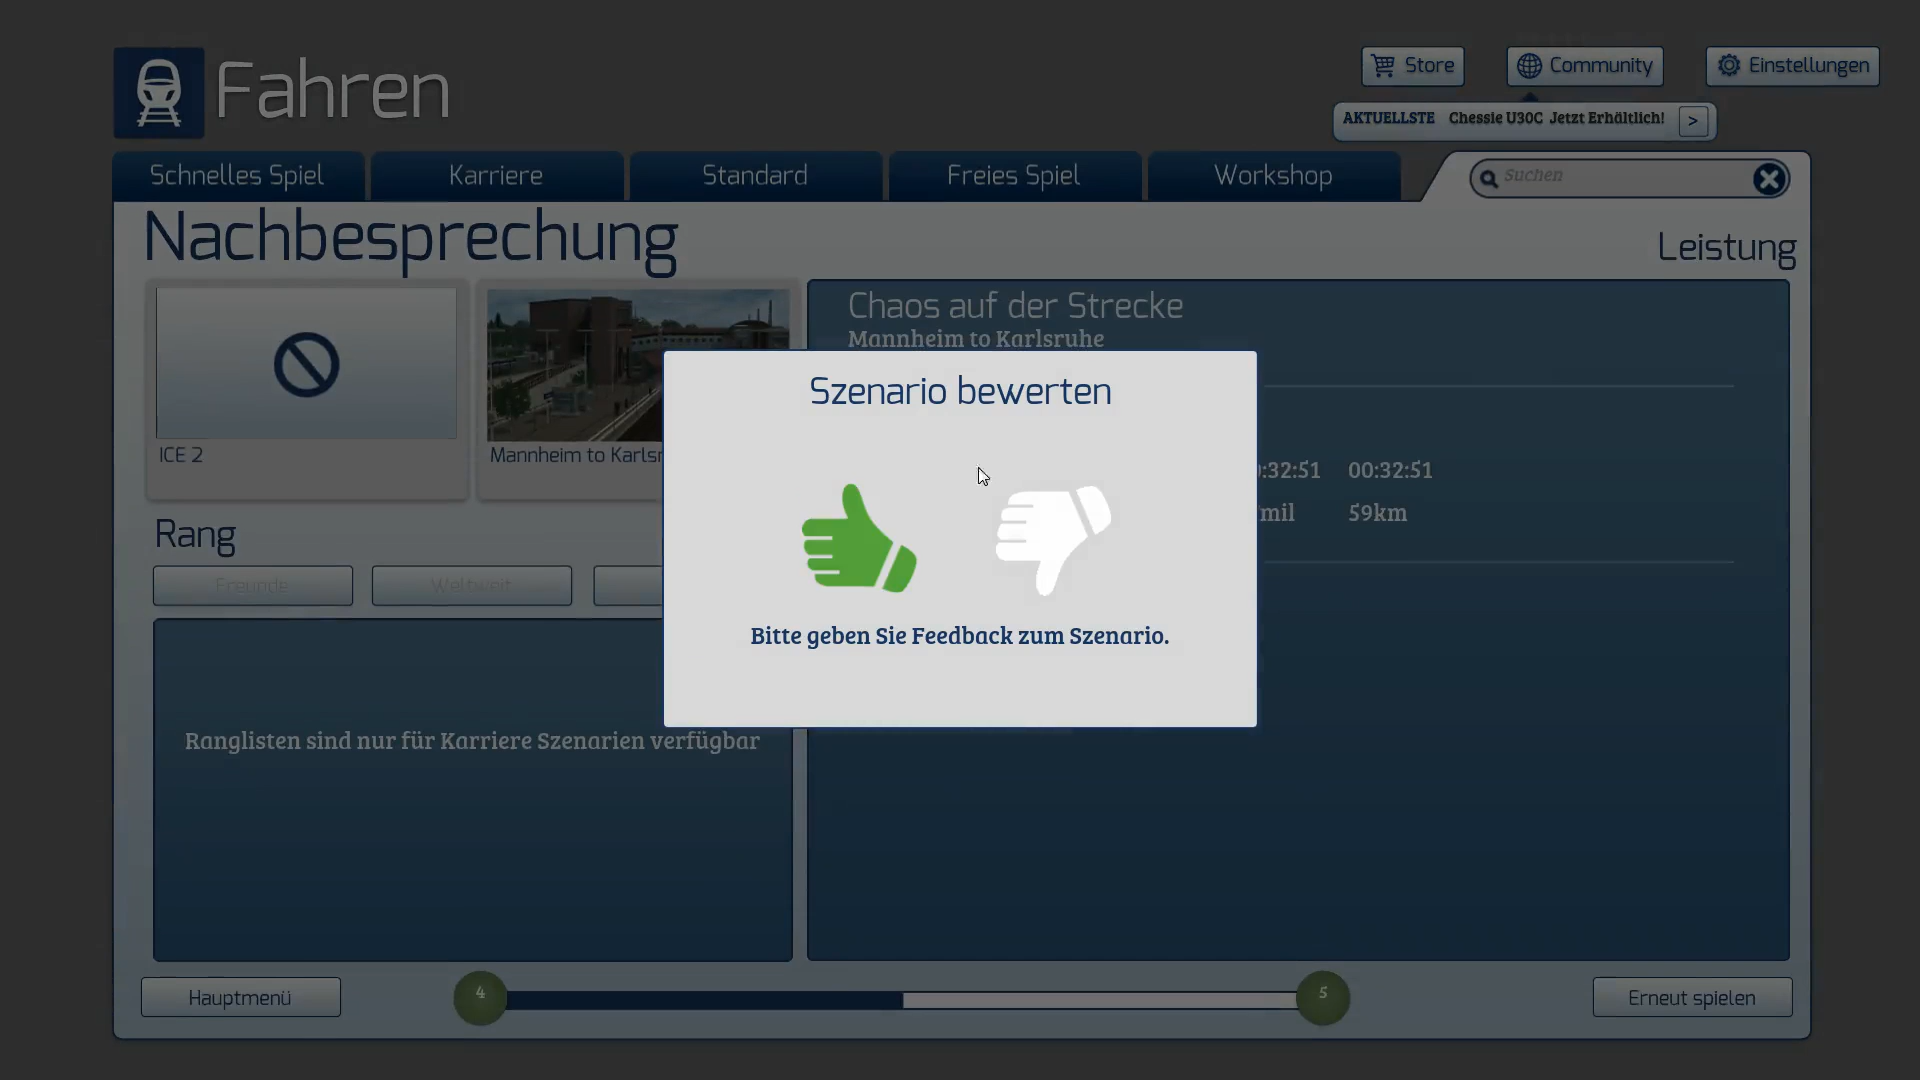 Fahren
Store
Community
Einstellungen
AKTUELLSTE Chessie U30C Jetzt Erhältlich! >
Schnelles Spiel
Karriere
Standard
Freies Spiel
Workshop
Suchen
Nachbesprechung
Leistung
ICE 2
Mannheim to Karlsr
Chaos auf der Strecke
Mannheim to Karlsruhe
:32:51 00:32:51
mil 59km
Szenario bewerten
Bitte geben Sie Feedback zum Szenario.
Rang
Freunde
Weltweit
Ranglisten sind nur für Karriere Szenarien verfügbar
Hauptmenü
4
5
Erneut spielen